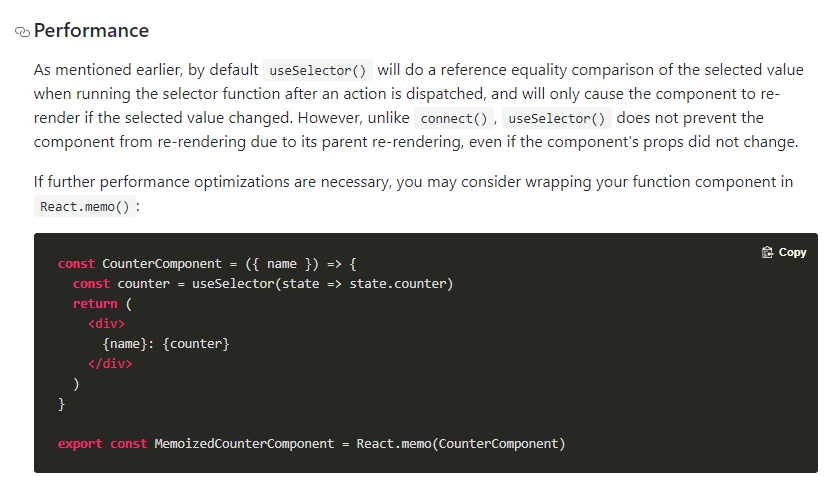 Performance
As mentioned earlier, by default useSelector() will do a reference equality comparison of the selected value
when running the selector function after an action is dispatched, and will only cause the component to re-
render if the selected value changed. However, unlike connect(), useSelector() does not prevent the
component from re-rendering due to its parent re-rendering, even if the component's props did not change.
If further performance optimizations are necessary, you may consider wrapping your function component in
React.memo() :
Copy
const CounterComponent = ({ name }) => {
  const counter = useSelector(state => state.counter)
  return (
    <div>
      {name}: {counter}
    </div>
  )
}

export const MemoizedCounterComponent = React.memo(CounterComponent)